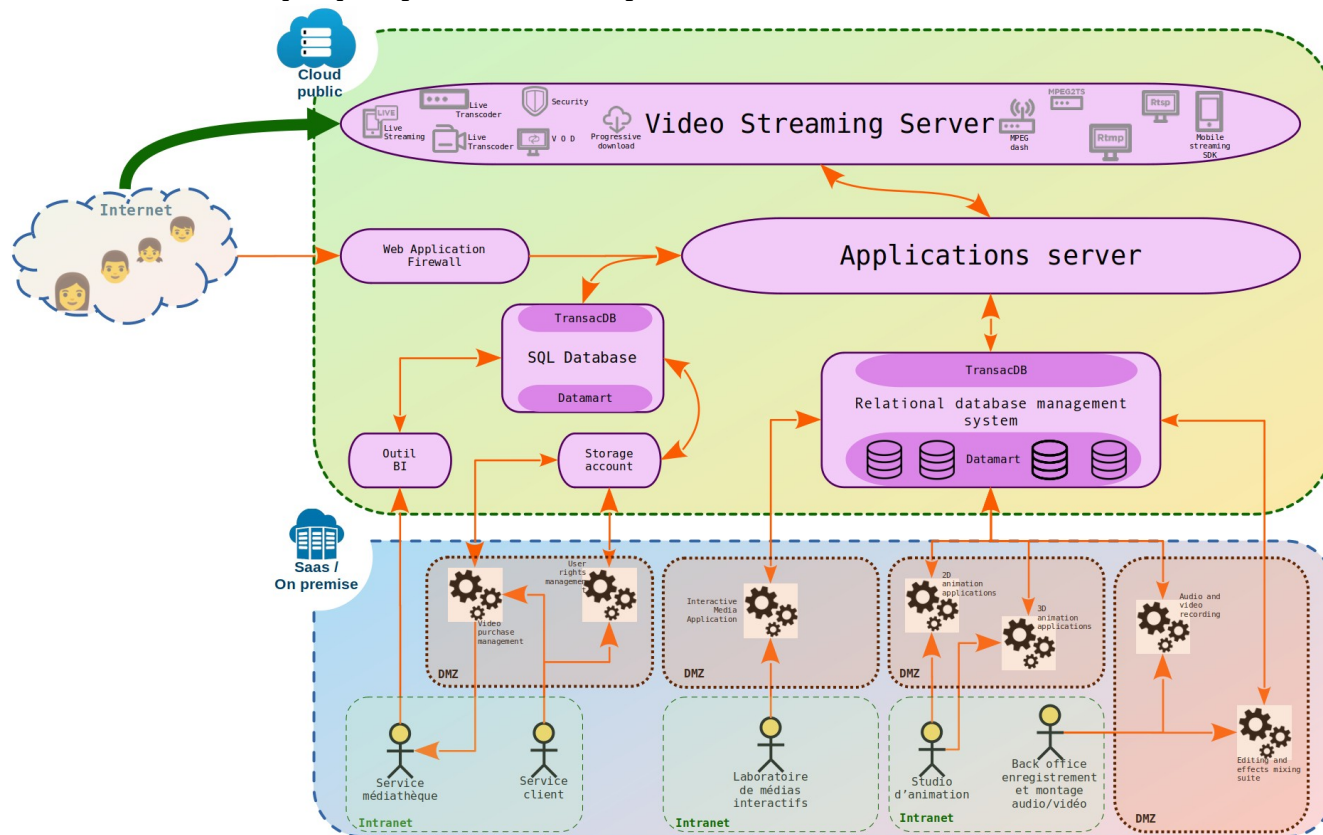 Cloud
public
LIVE
Live
Streaming
Live
Transcoder
Live
Transcoder
Security
V O D
Progressive
download
Video Streaming Server
MPEG
dash
MPEG2TS
Rtmp
Rtsp
Mobile
streaming
SDK
Internet
Web Application
Firewall
Applications server
TransacDB
SQL Database
Datamart
TransacDB
Relational database management
system
Datamart
Outil
BI
Storage
account
Saas /
On premise
User
rights
management
t
Video
purchase
management
DMZ
Interactive
Media
Application
DMZ
2D
animation
applications
3D
animation
applications
DMZ
Audio and
video
recording
Editing and
effects mixing
suite
DMZ
Service
médiathèque
Service
client
Intranet
Laboratoire
de médias
interactifs
Intranet
Studio
d'animation
Back office
enregistrement
et montage
audio/vidéo
Intranet